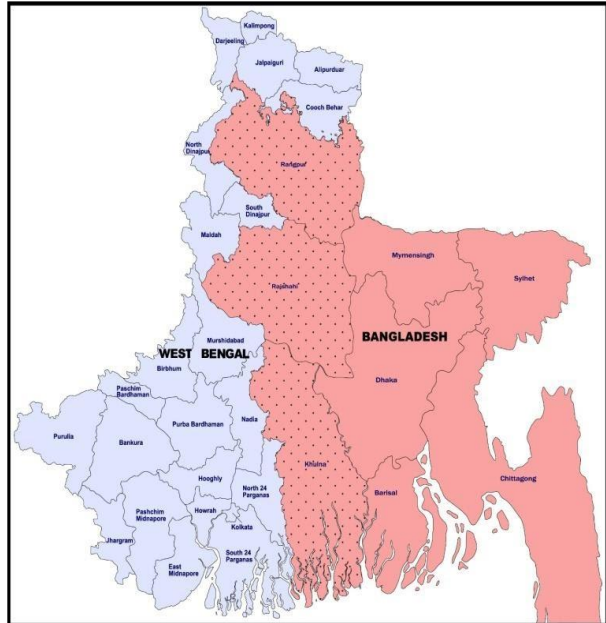 Kalimpong
Darjeeling
Jalpaiguri
Alipurduar
Cooch Behar
North
Dinajpur
Rangpur
South
Dinajpur
Maldah
Mymensingh
Sylhet
Rajshahi
Murshidabad
WEST BENGAL
BANGLADESH
Birbhum
Paschim
Bardhaman
Dhaka
Purulia
Bankura
Purba Bardhaman
Nadia
Khulna
Hooghly
North 24
Parganas
Barisal
Chittagong
Pashchim
Midnapore
Howrah
Kolkata
Jhargram
East
Midnapore
South 24
Parganas